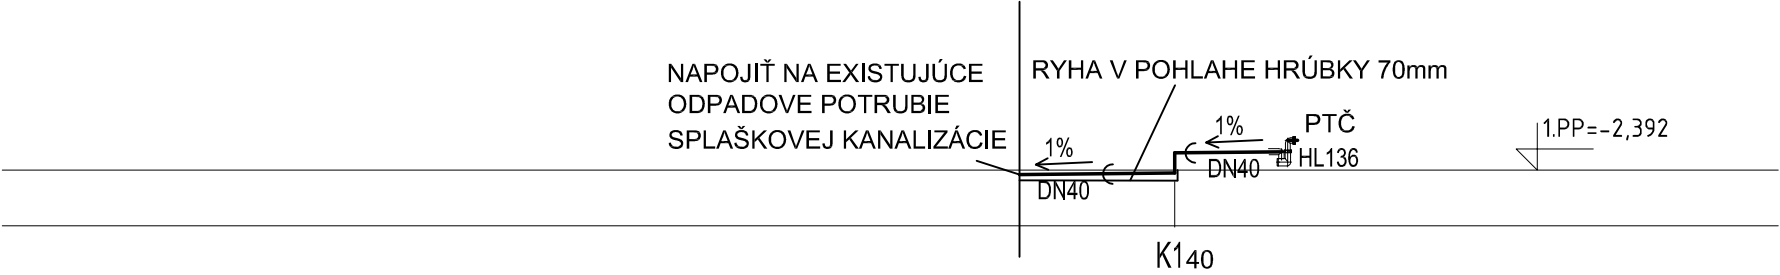 NAPOJIŤ NA EXISTUJÚCE
ODPADOVE POTRUBIE
SPLAŠKOVEJ KANALIZÁCIE
RYHA V POHLAHE HRÚBKY 70mm
1%
DN40
1%
DN40
PTČ
HL136
1.PP=-2,392
K140